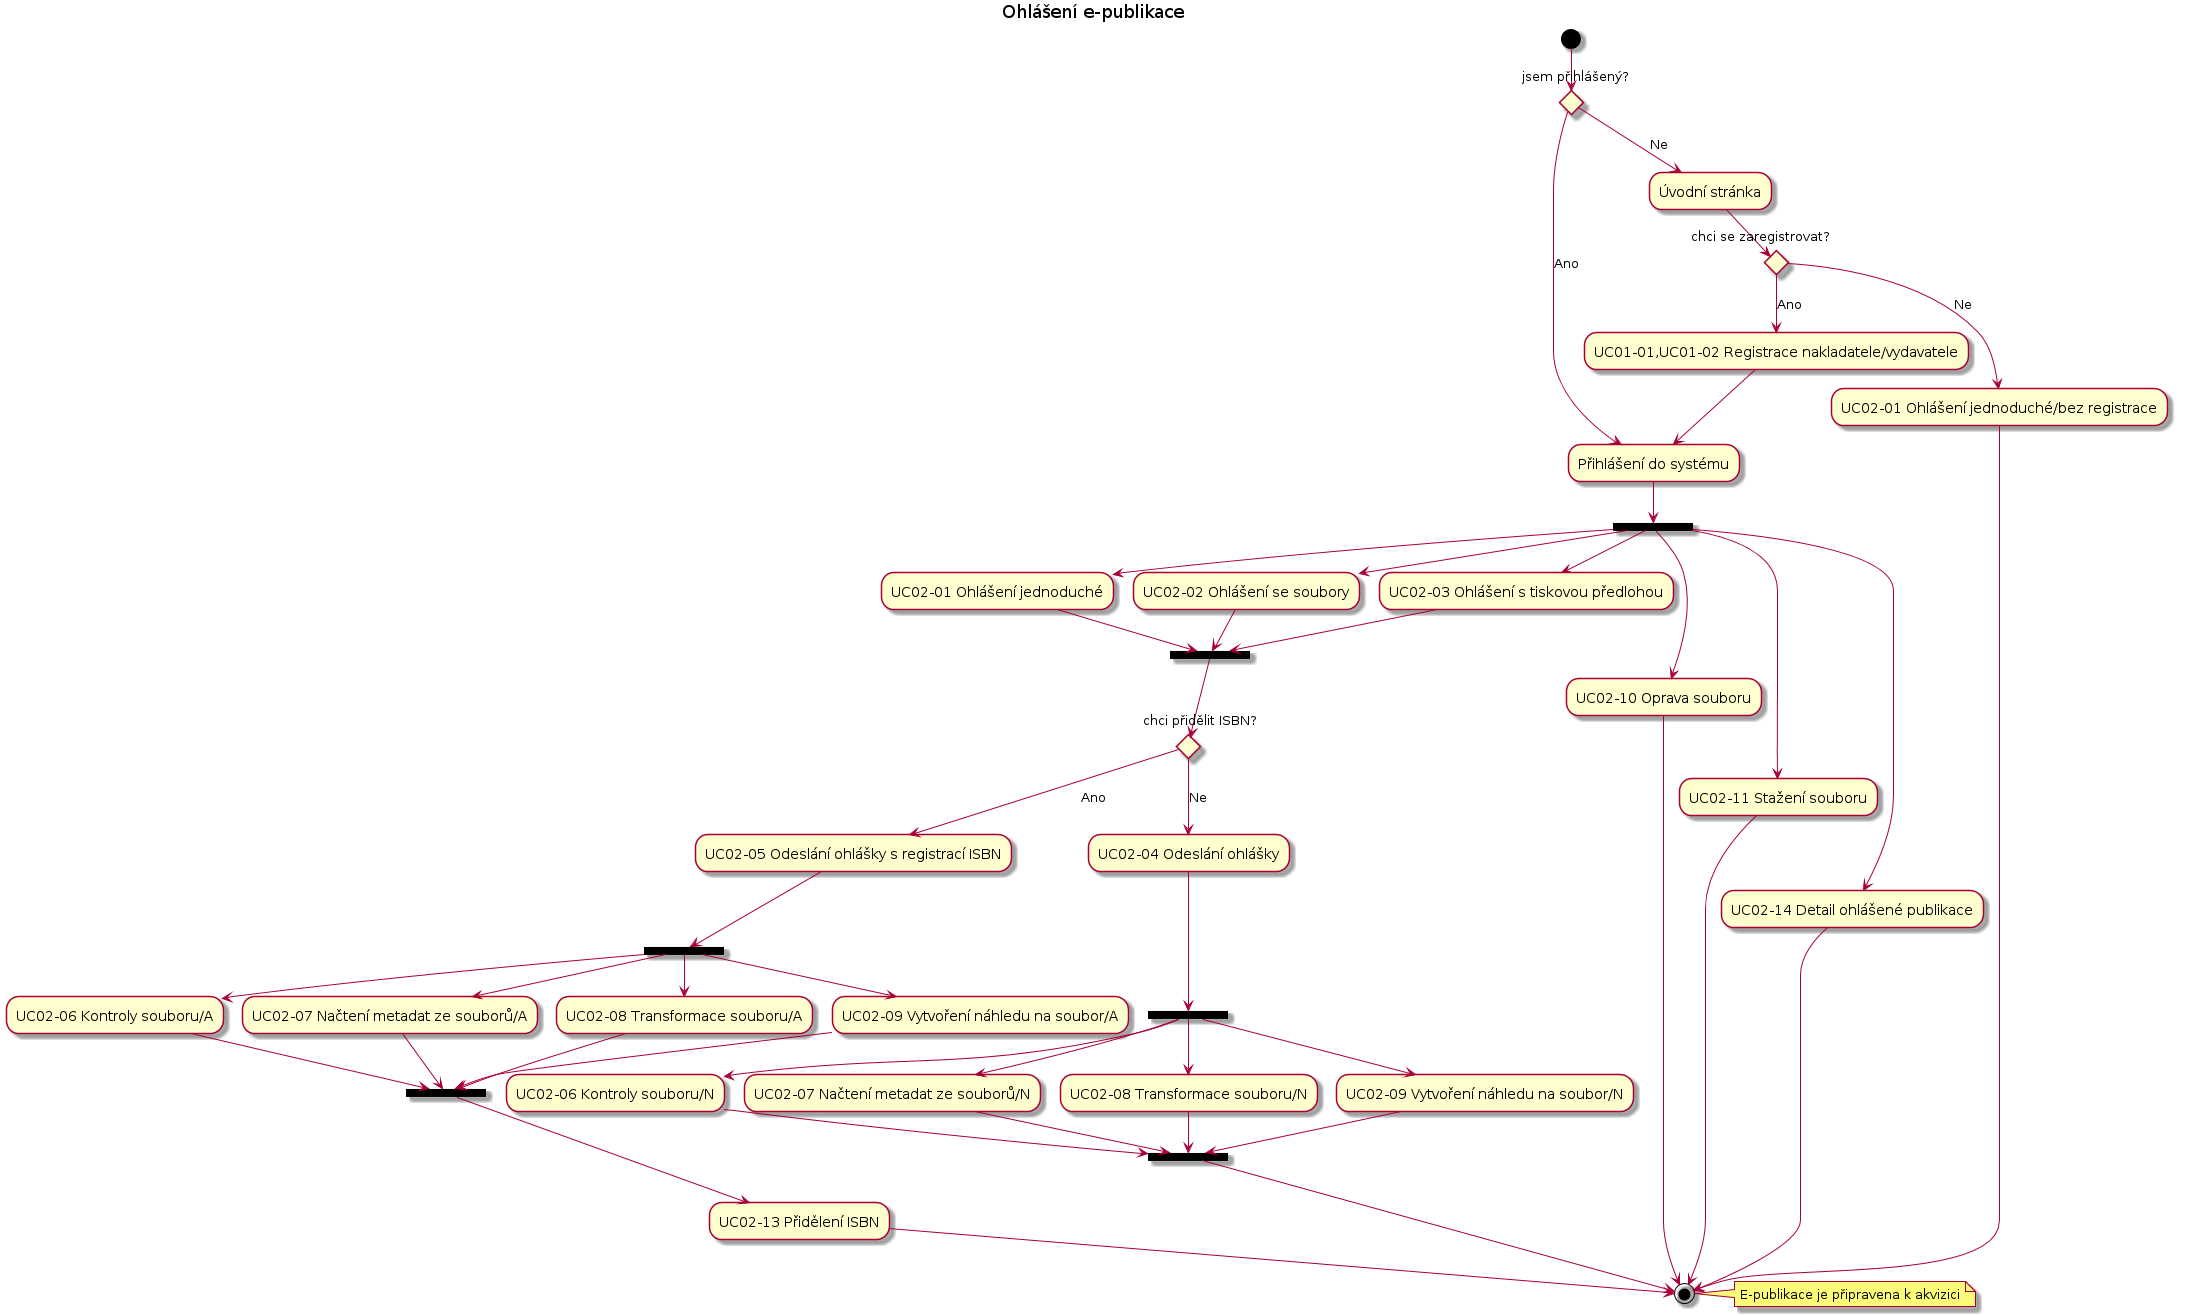 Ohlášení e-publikace
jsem přihlášený?
Ne
Úvodní stránka
chci se zaregistrovat?
Ano
Ano
Ne
UC01-01,UC01-02 Registrace nakladatele/vydavatele
UC02-01 Ohlášení jednoduché/bez registrace
Přihlášení do systému
UC02-01 Ohlášení jednoduché
UC02-02 Ohlášení se soubory
UC02-03 Ohlášení s tiskovou předlohou
UC02-10 Oprava souboru
chci přidělit ISBN?
Ano
Ne
UC02-11 Stažení souboru
UC02-05 Odeslání ohlášky s registrací ISBN
UC02-04 Odeslání ohlášky
UC02-14 Detail ohlášené publikace
UC02-06 Kontroly souboru/A
UC02-07 Načtení metadat ze souborů/A
UC02-08 Transformace souboru/A
UC02-09 Vytvoření náhledu na soubor/A
UC02-06 Kontroly souboru/N
UC02-07 Načtení metadat ze souborů/N
UC02-08 Transformace souboru/N
UC02-09 Vytvoření náhledu na soubor/N
UC02-13 Přidělení ISBN
E-publikace je připravena k akvizici